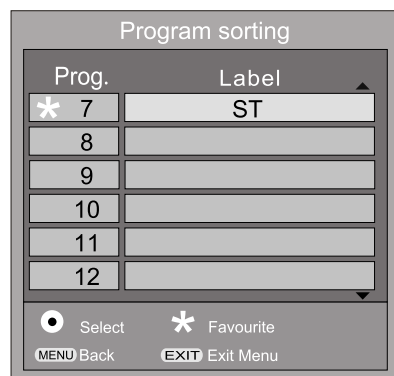 Program sorting
Prog. Label
* 7 ST
8
9
10
11
12
Select * Favourite
MENU Back EXIT Exit Menu